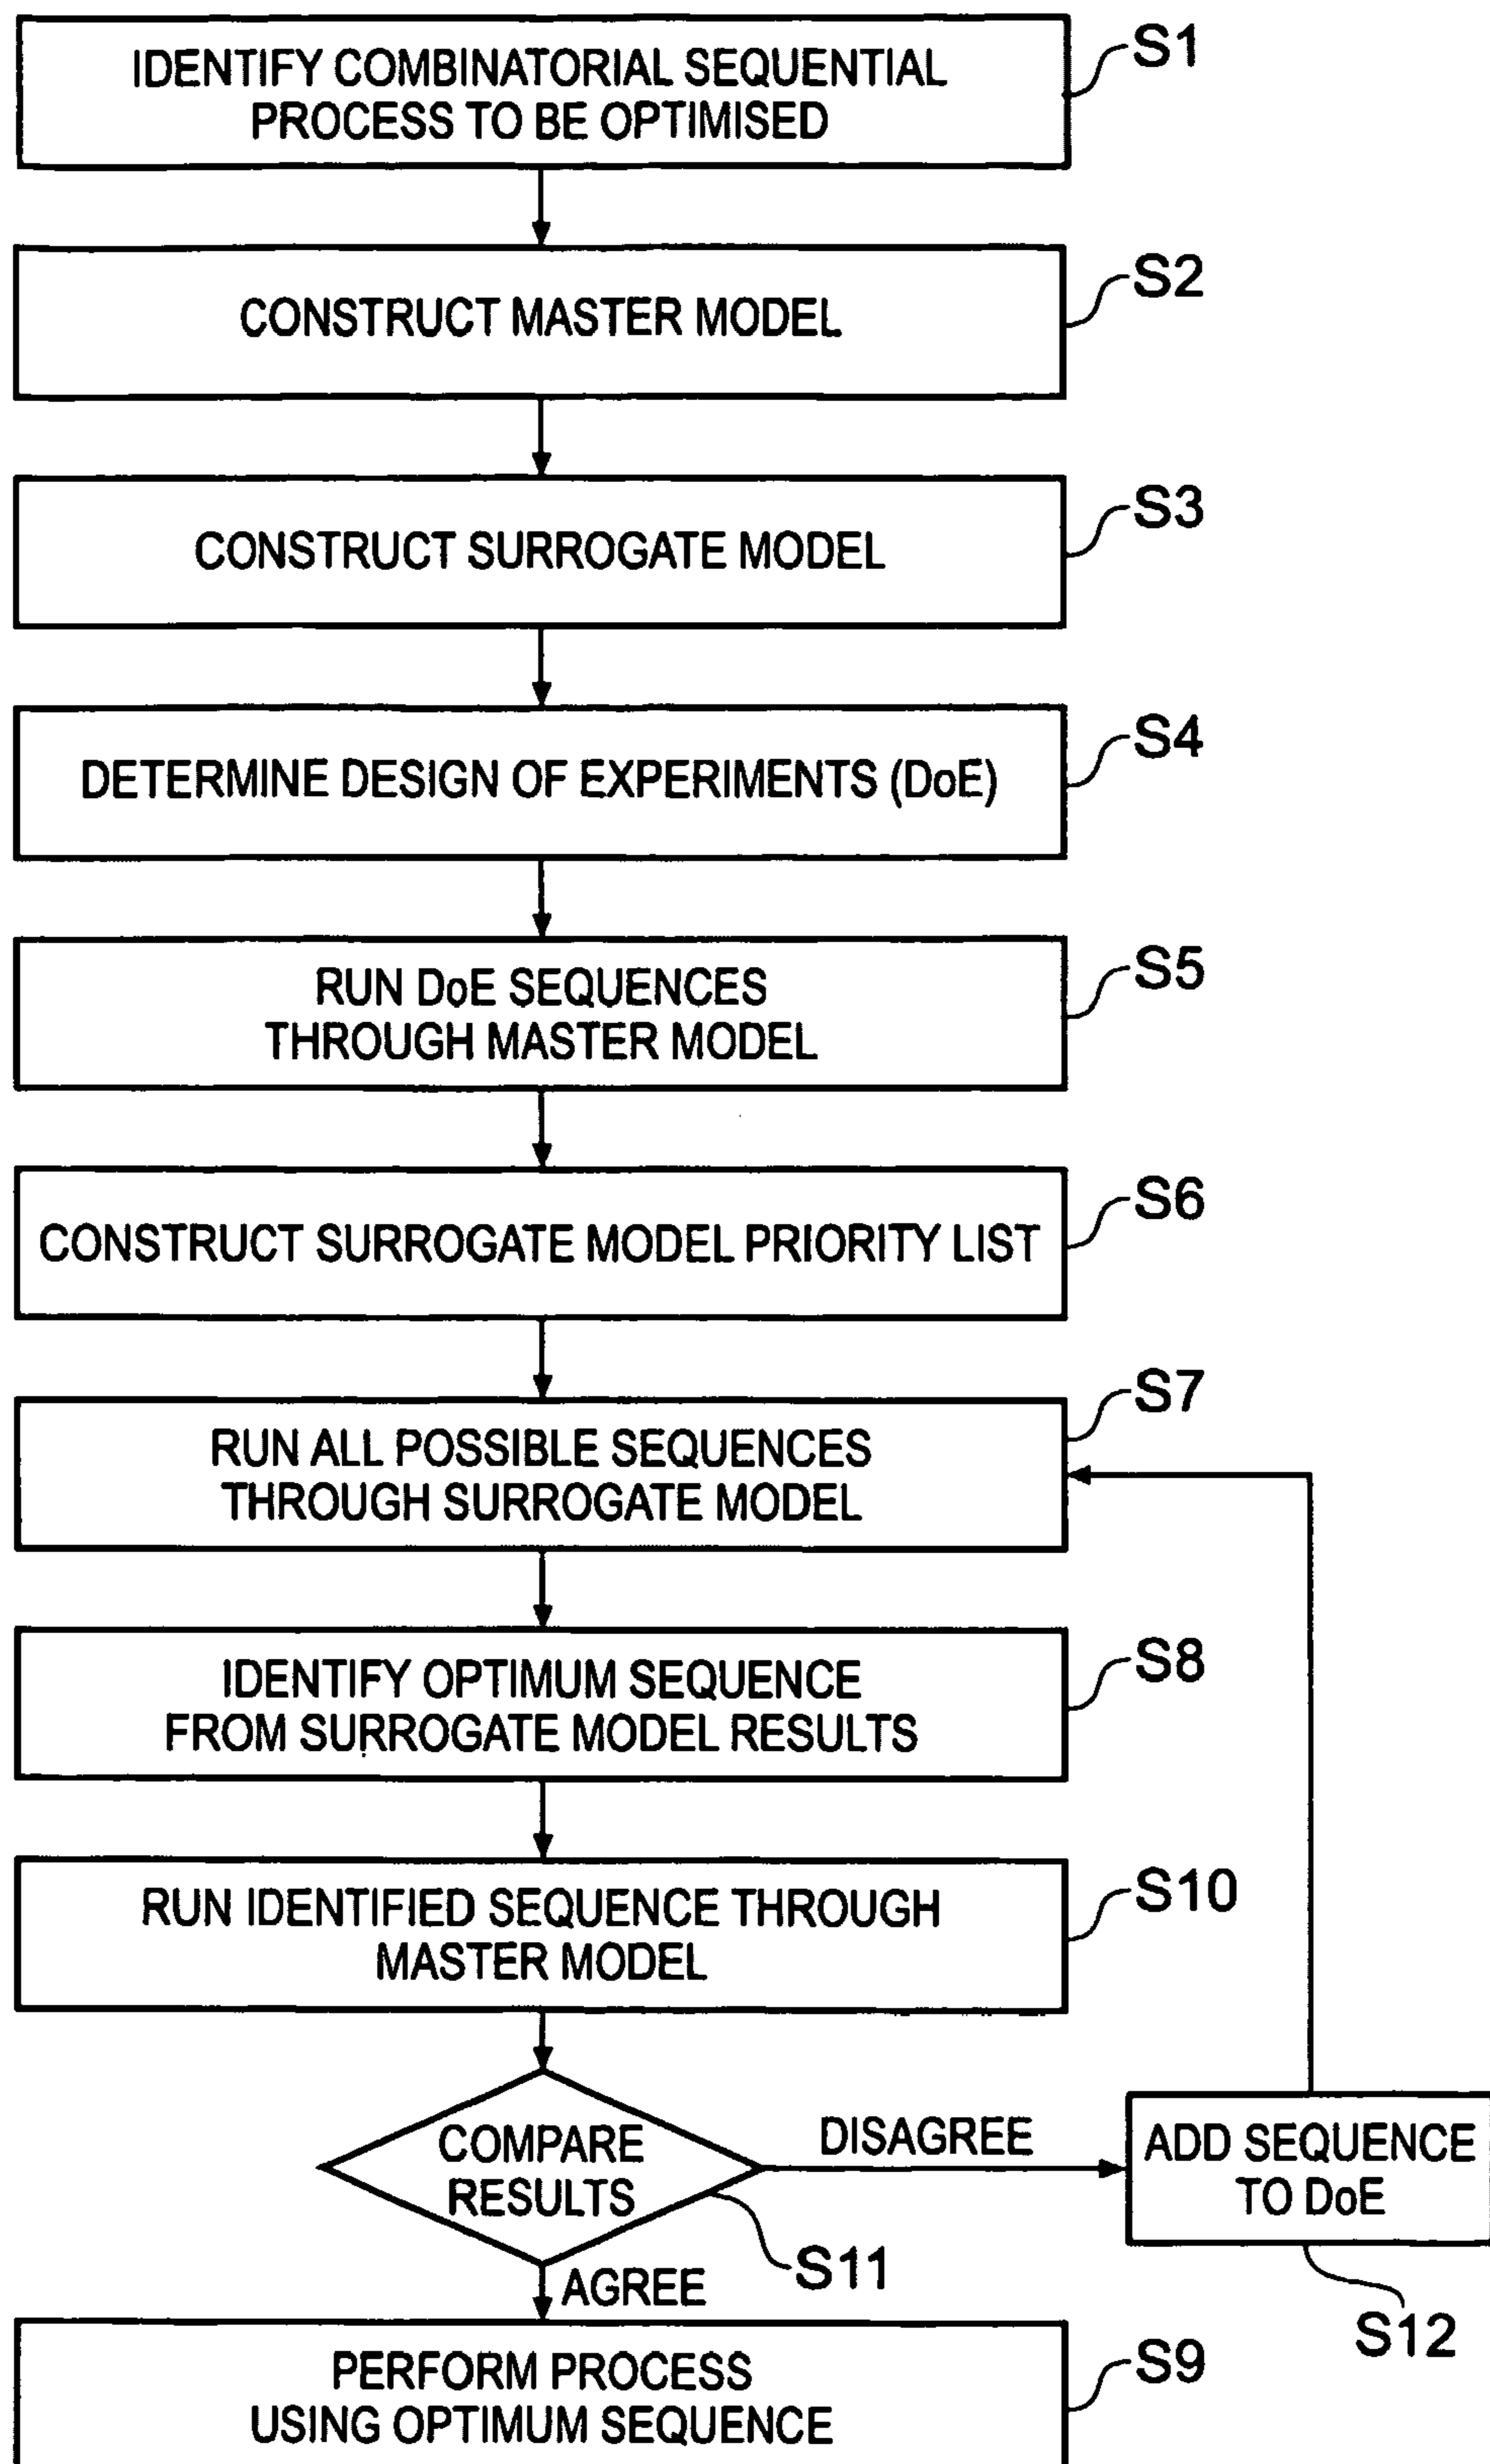 IDENTIFY COMBINATORIAL SEQUENTIAL
PROCESS TO BE OPTIMISED
S1
CONSTRUCT MASTER MODEL
S2
CONSTRUCT SURROGATE MODEL
S3
DETERMINE DESIGN OF EXPERIMENTS (DoE)
S4
RUN DoE SEQUENCES
THROUGH MASTER MODEL
S5
CONSTRUCT SURROGATE MODEL PRIORITY LIST
S6
RUN ALL POSSIBLE SEQUENCES
THROUGH SURROGATE MODEL
S7
IDENTIFY OPTIMUM SEQUENCE
FROM SURROGATE MODEL RESULTS
S8
RUN IDENTIFIED SEQUENCE THROUGH
MASTER MODEL
S10
COMPARE
RESULTS
S11
DISAGREE
ADD SEQUENCE
TO DoE
S12
AGREE
PERFORM PROCESS
USING OPTIMUM SEQUENCE
S9